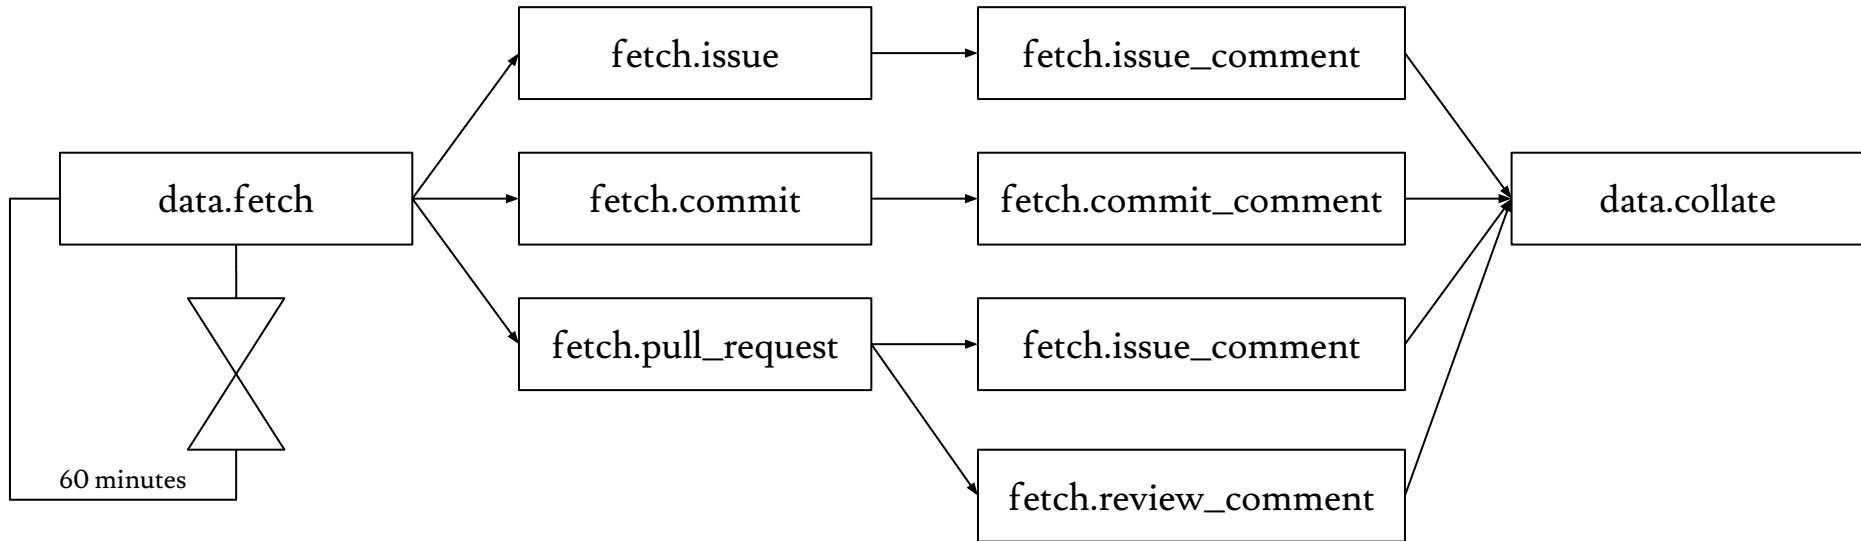 fetch.issue
fetch.issue_comment
data.fetch
fetch.commit
fetch.commit_comment
data.collate
fetch.pull_request
fetch.issue_comment
60 minutes
fetch.review_comment